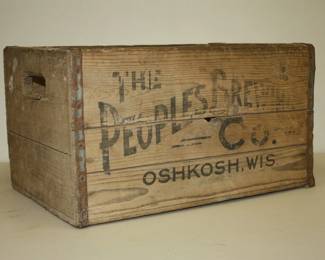 THE
PEOPLES BREWING
Co.
OSHKOSH, WIS